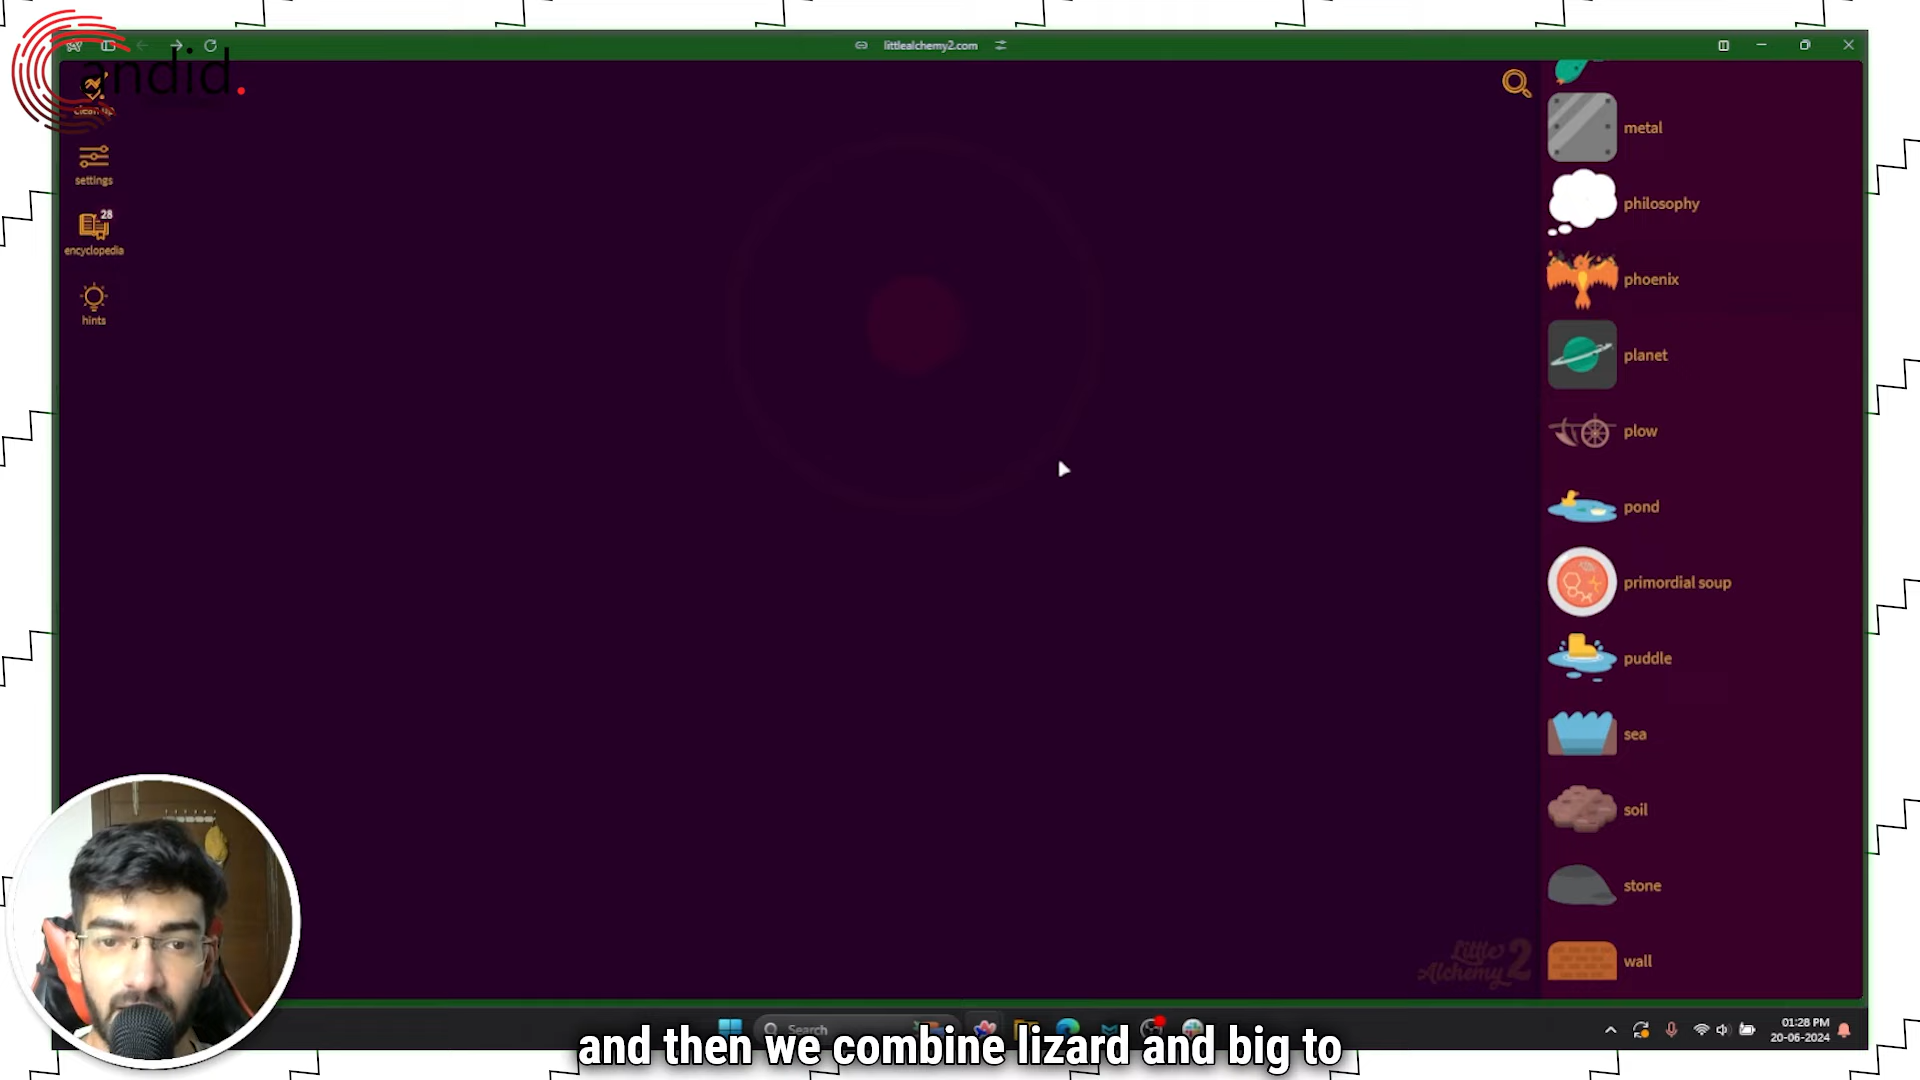 littlealchemy2.com
andid.
clean up
settings
28
encyclopedia
hints
metal
philosophy
phoenix
planet
plow
pond
primordial soup
puddle
sea
soil
stone
wall
Little
Alchemy 2
Search
01:28 PM
20-06-2024
and then we combine lizard and big to